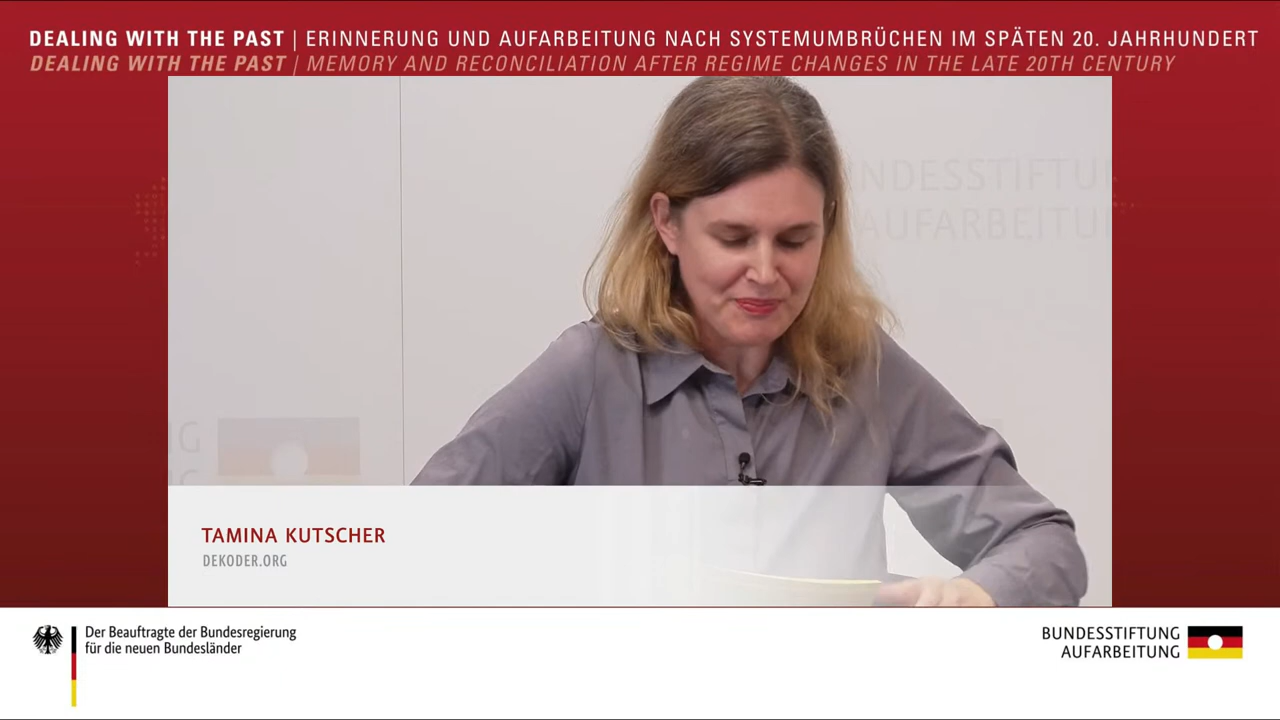 DEALING WITH THE PAST | ERINNERUNG UND AUFARBEITUNG NACH SYSTEMUMBRÜCHEN IM SPÄTEN 20. JAHRHUNDERT
DEALING WITH THE PAST | MEMORY AND RECONCILIATION AFTER REGIME CHANGES IN THE LATE 20TH CENTURY
NDESSTIFTU
AUFARBEITU
TAMINA KUTSCHER
DEKODER.ORG
Der Beauftragte der Bundesregierung
für die neuen Bundesländer
BUNDESSTIFTUNG
AUFARBEITUNG